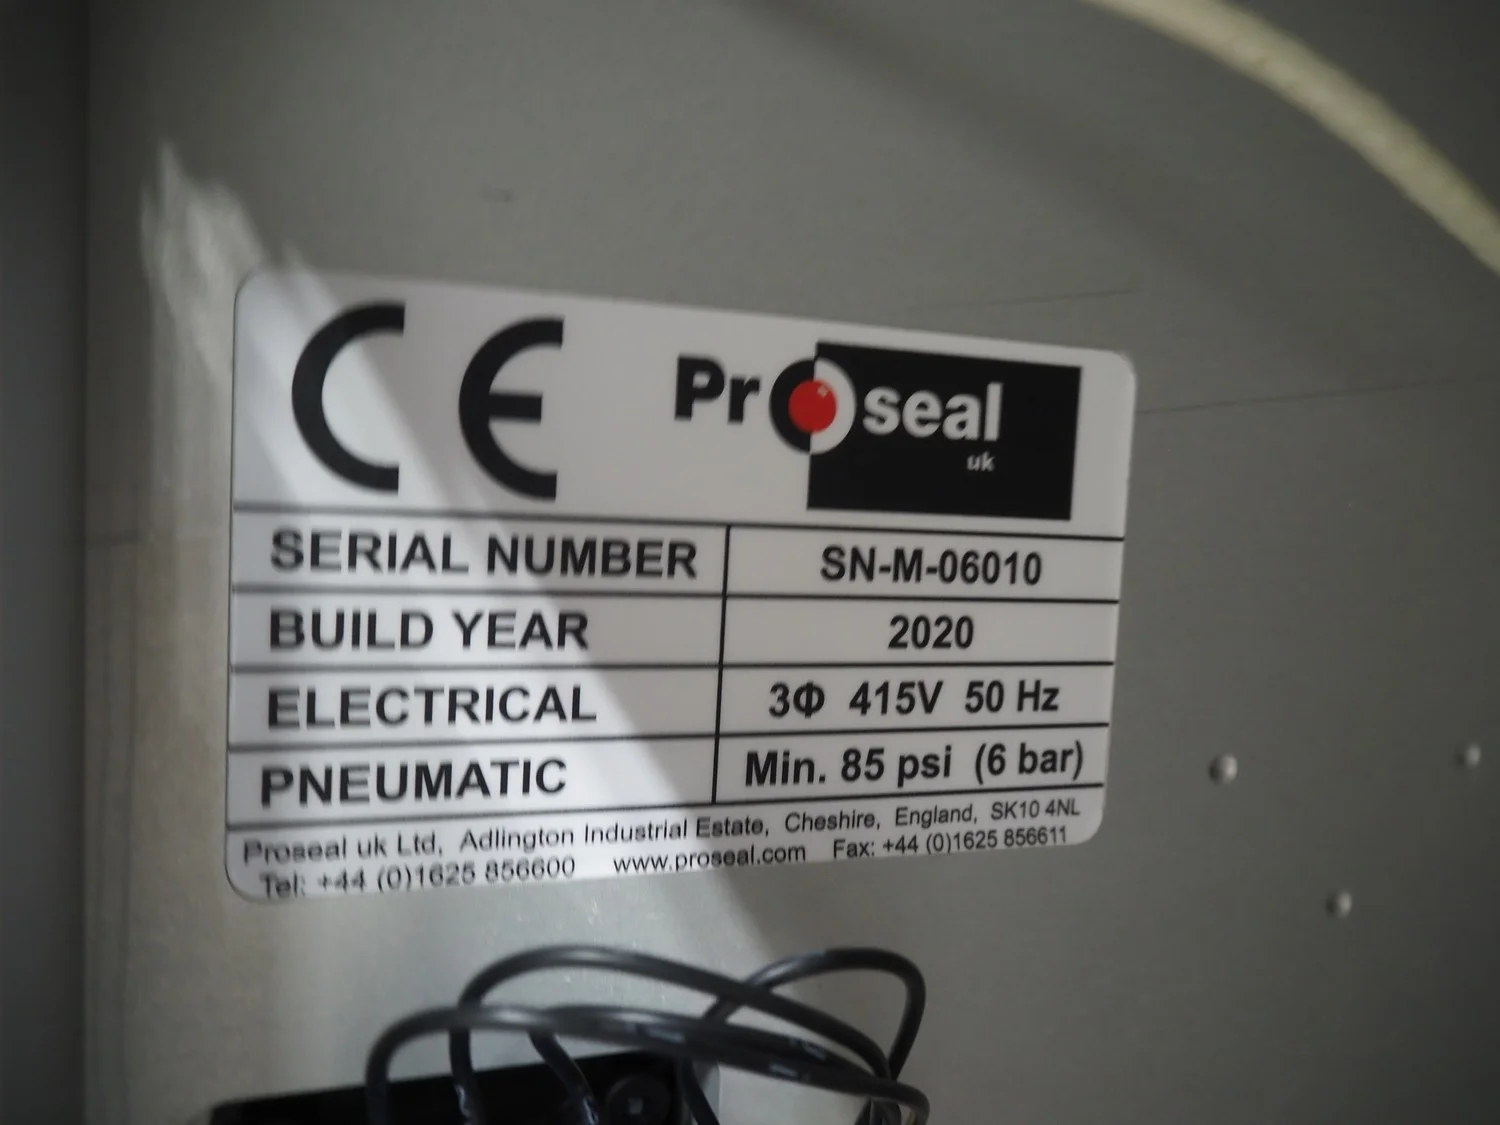 CE Proseal
uk
SERIAL NUMBER SN-M-06010
BUILD YEAR 2020
ELECTRICAL 3Φ 415V 50 Hz
PNEUMATIC Min. 85 psi (6 bar)
Proseal uk Ltd, Adlington Industrial Estate, Cheshire, England, SK10 4NL
Tel: +44 (0)1625 856600 www.proseal.com Fax: +44 (0)1625 856611